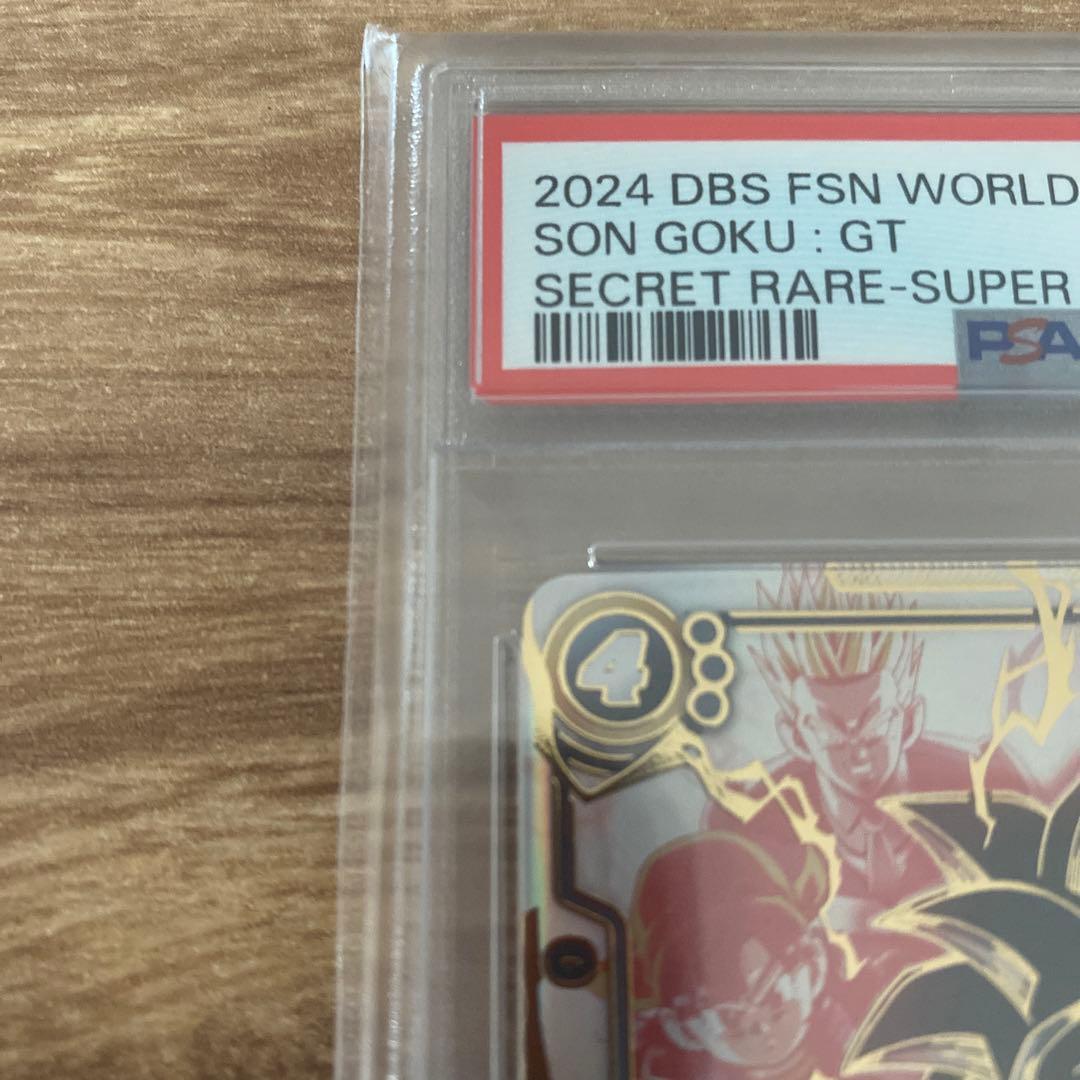 2024 DBS FSN WORLD
SON GOKU : GT
SECRET RARE-SUPER
PSA
4